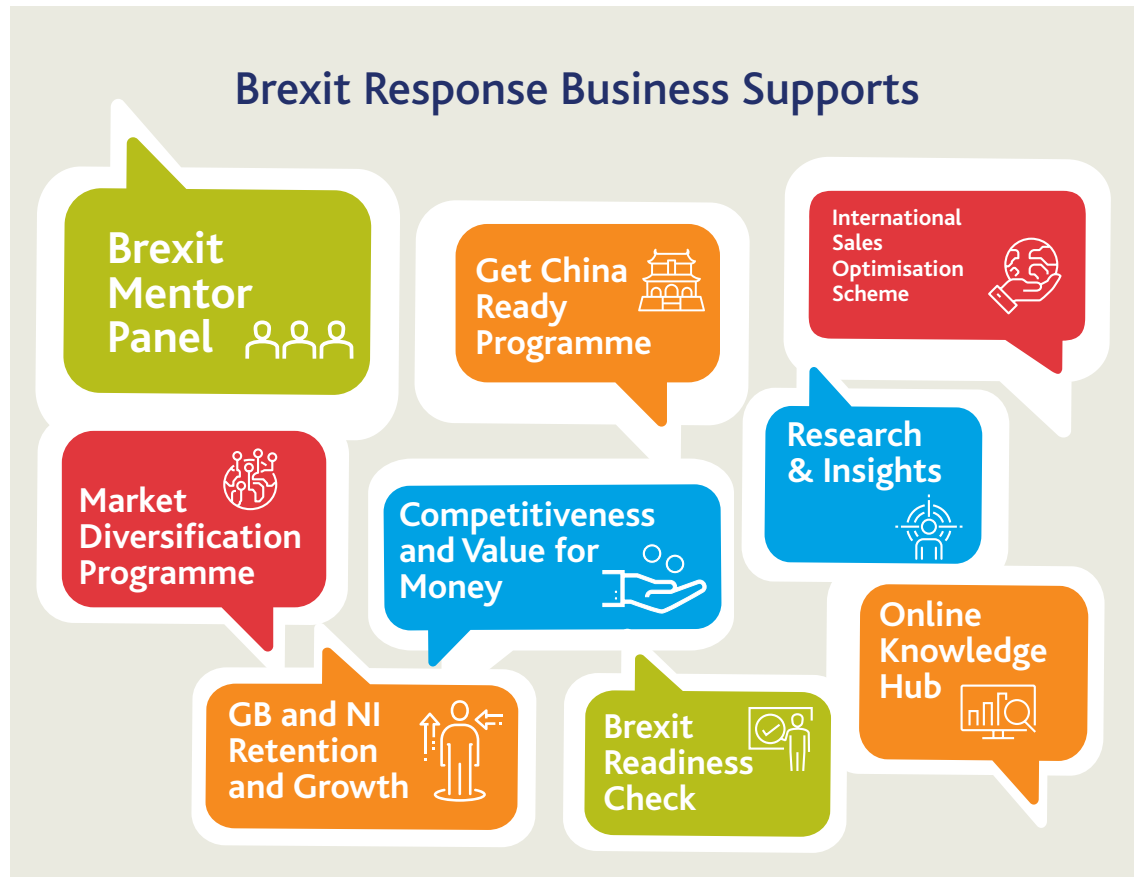 Brexit Response Business Supports
Brexit
Mentor
Panel
Get China
Ready
Programme
International
Sales
Optimisation
Scheme
Market
Diversification
Programme
Competitiveness
and Value for
Money
Research
& Insights
GB and NI
Retention
and Growth
Brexit
Readiness
Check
Online
Knowledge
Hub